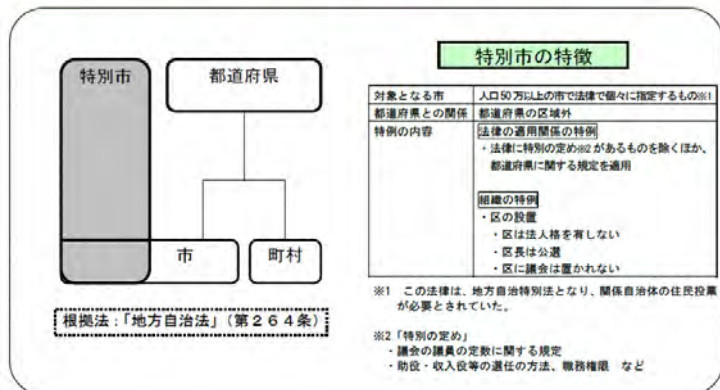 特別市
都道府県
市
町村
根拠法：「地方自治法」（第２６４条）
特別市の特徴
対象となる市 人口50万以上の市で法律で個々に指定するもの※1
都道府県との関係 都道府県の区域外
特例の内容 法律の適用関係の特例
・法律に特別の定め※2があるものを除くほか、
都道府県に関する規定を適用
組織の特例
・区の設置
・区は法人格を有しない
・区長は公選
・区に議会は置かれない
※1　この法律は、地方自治特別法となり、関係自治体の住民投票
が必要とされていた。
※2「特別の定め」
・議会の議員の定数に関する規定
・助役・収入役等の選任の方法、職務権限　など